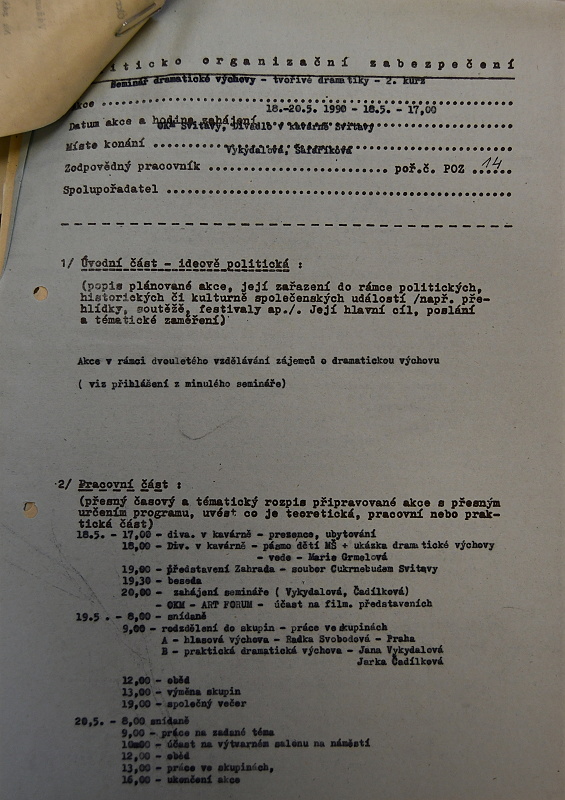 iticko organizační zabezpečení
Seminář dramatické výchovy - tvořivé dramatiky - 2. kurz
kce
18.-20.5. 1990 - 18.5. - 17,00
Datum akce a hodina zahájení
OKM Svitavy, Divadlo v kavárně Svitavy
Místo konání
Vykydalová, Šafaříková
Zodpovědný pracovník poř.č. POZ 14
Spolupořadatel
1/ Úvodní část - ideově politická :
(popis plánované akce, její zařazení do rámce politických,
historických či kulturně společenských událostí /např. pře-
hlídky, soutěže, festivaly ap./. Její hlavní cíl, poslání
a tématické zaměření)
Akce v rámci dvouletého vzdělávání zájemců o dramatickou výchovu
( viz přihlášení z minulého semináře)
2/ Pracovní část :
(přesný časový a tématický rozpis připravované akce s přesným
určením programu, uvést co je teoretická, pracovní nebo prak-
tická část)
18.5. - 17,00 - diva. v kavárně - presence, ubytování
18,00 - Div. v kavárně - pásmo dětí MŠ + ukázka dramatické výchovy
- vede - Marie Grmelová
19,00 - představení Zahrada - soubor Cukrnebudem Svitavy
19,30 - beseda
20,00 - zahájení semináře ( Vykydalová, Čadílková)
- OKM - ART FORUM - účast na film. představeních
19.5 . - 8,00 - snídaně
9,00 - rodzdělení do skupin - práce ve skupinách
A - hlasová výchova - Radka Svobodová - Praha
B - praktická dramatická výchova - Jana Vykydalová
Jarka Čadílková
12,00 - oběd
13,00 - výměna skupin
19,00 - společný večer
20,5. - 8,00 snídaně
9,00 - práce na zadané téma
10,00 - účast na výtvarném salonu na náměstí
12,00 - oběd
13,00 - práce ve skupinách,
16,00 - ukončení akce